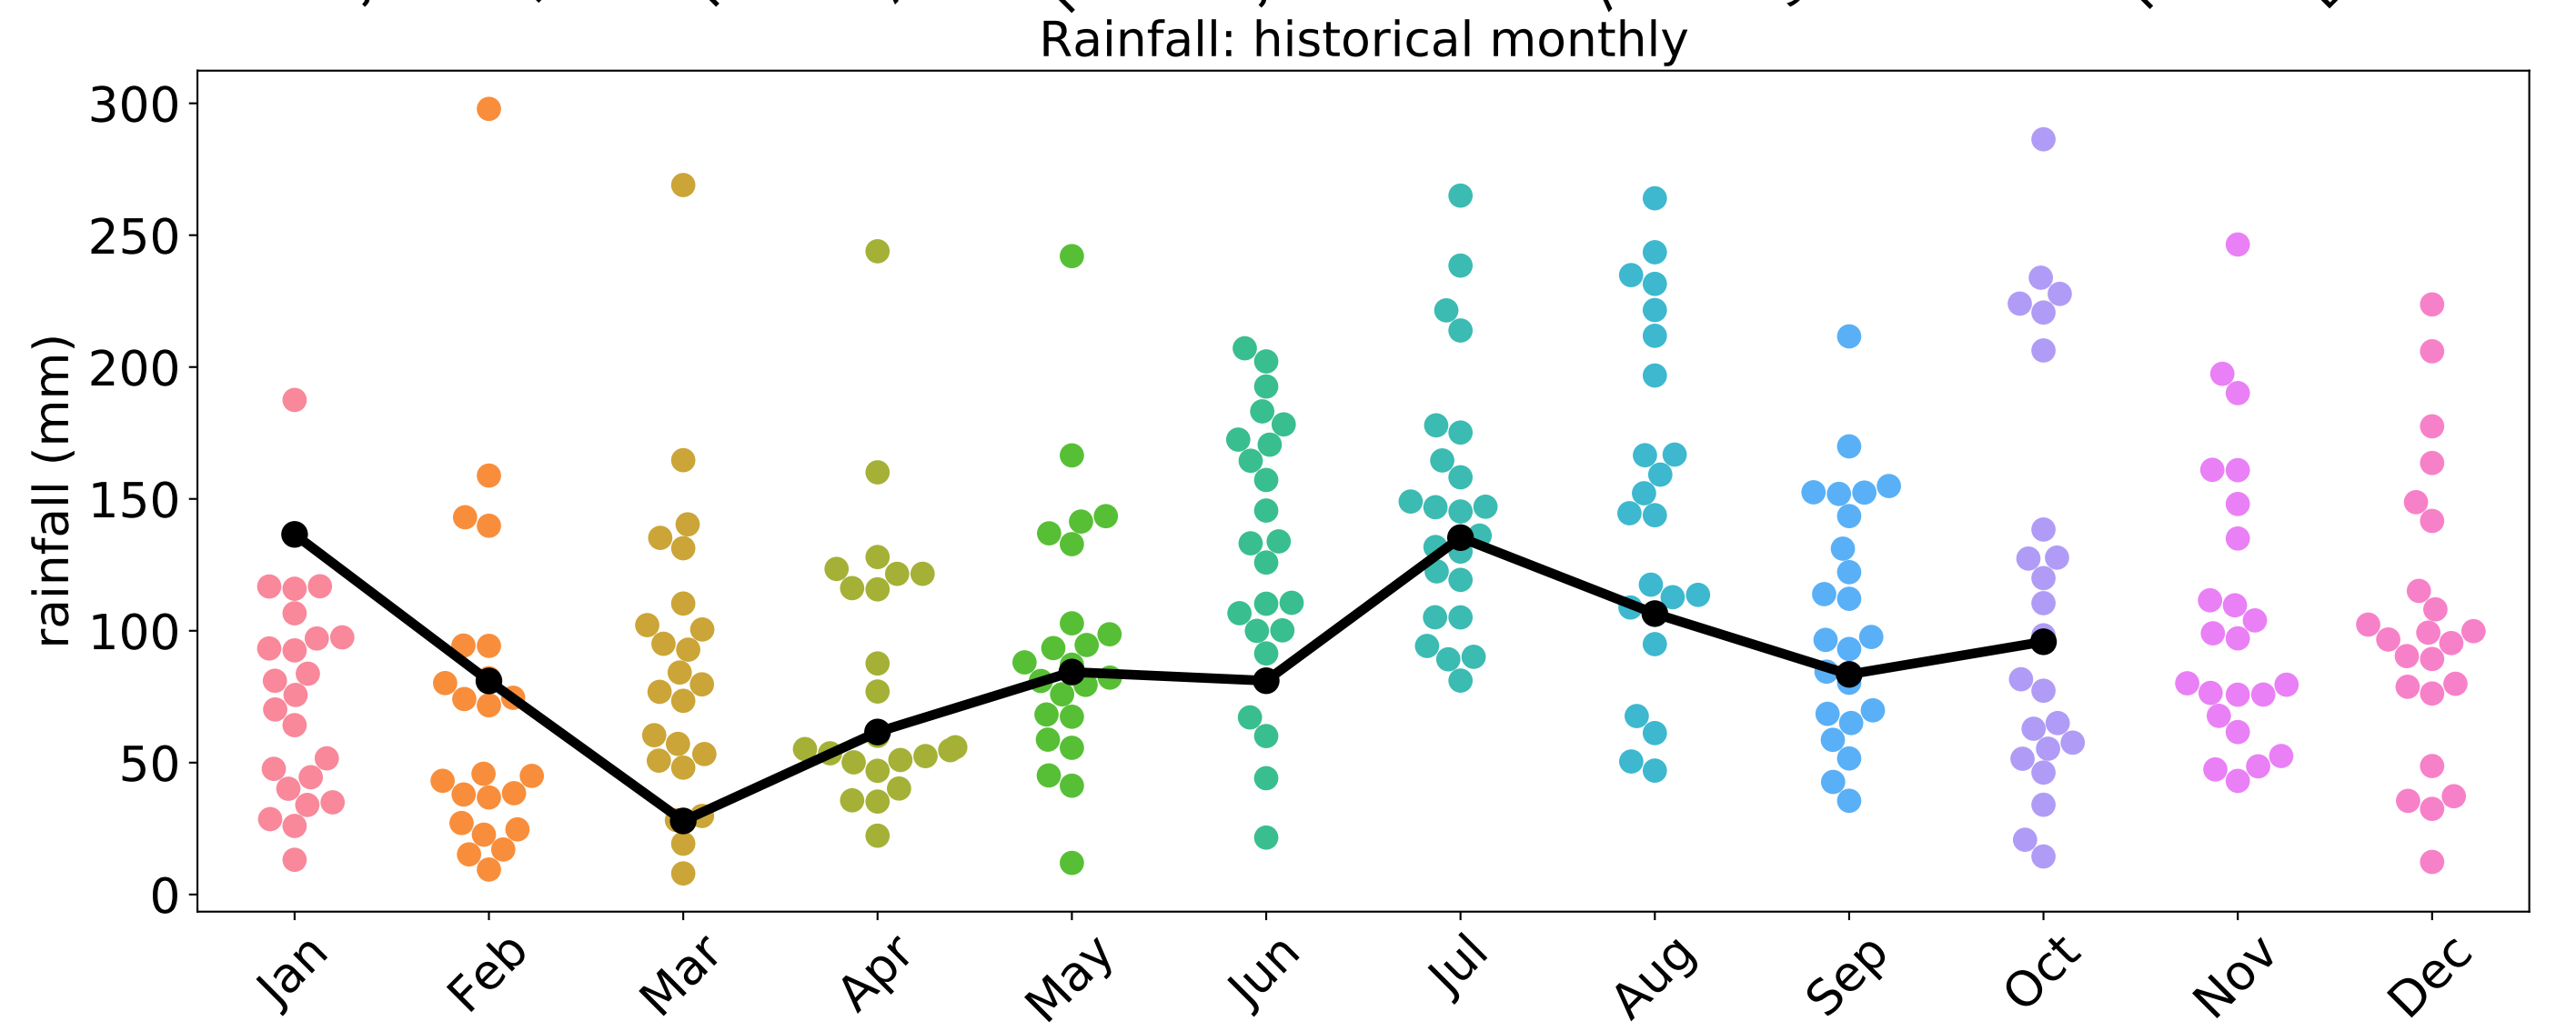 Rainfall: historical monthly
rainfall (mm)
300
250
200
150
100
50
0
Jan
Feb
Mar
Apr
May
Jun
Jul
Aug
Sep
Oct
Nov
Dec